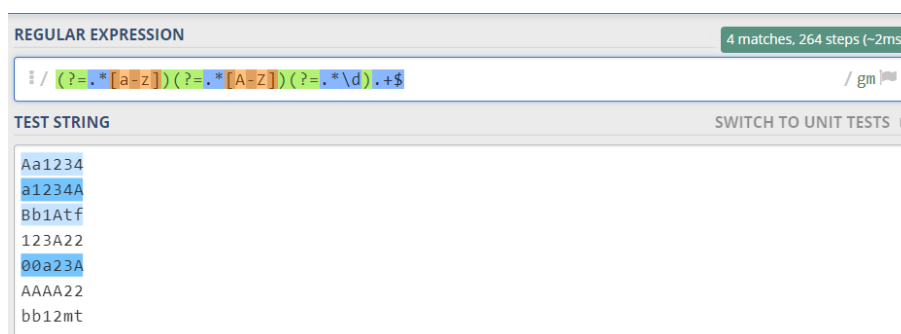 REGULAR EXPRESSION
4 matches, 264 steps (~2ms
/ (?=.*[a-z])(?=.*[A-Z])(?=.*\d).+$ / gm
TEST STRING
SWITCH TO UNIT TESTS
Aa1234
a1234A
Bb1Atf
123A22
00a23A
AAAA22
bb12mt